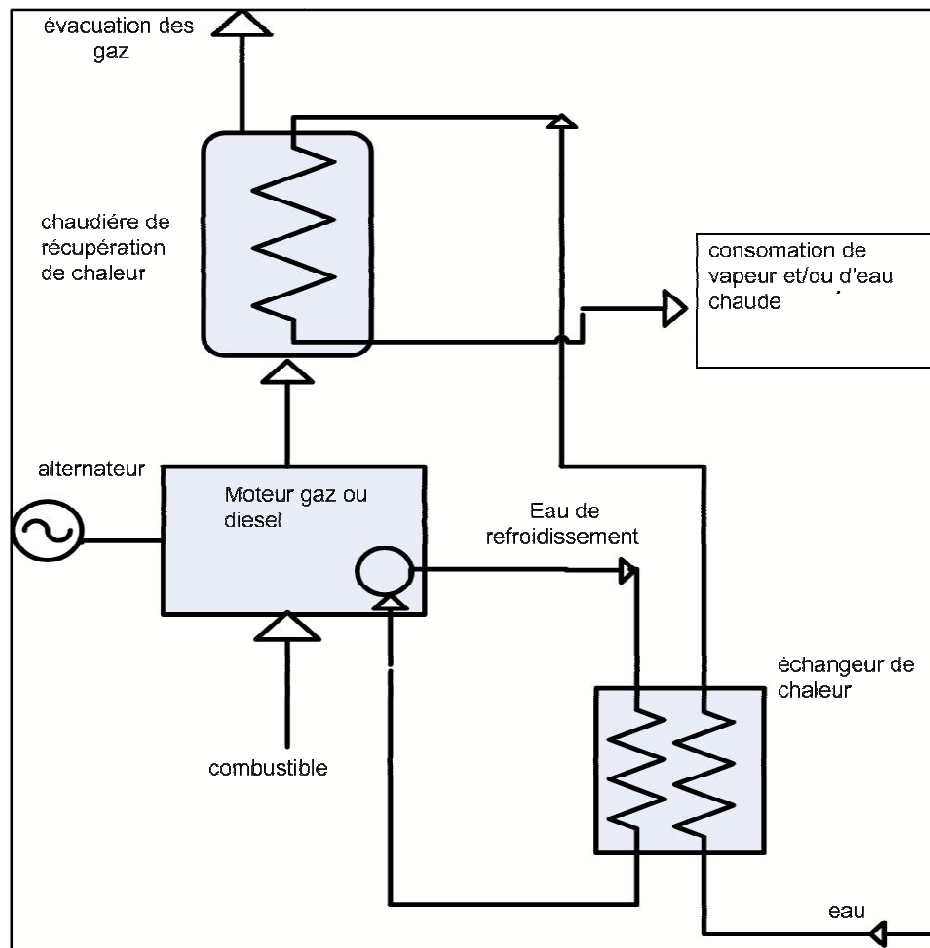 évacuation des
gaz
chaudiére de
récupération
de chaleur
consomation de
vapeur et/ou d'eau
chaude
alternateur
Moteur gaz ou
diesel
Eau de
refroidissement
échangeur de
chaleur
combustible
eau